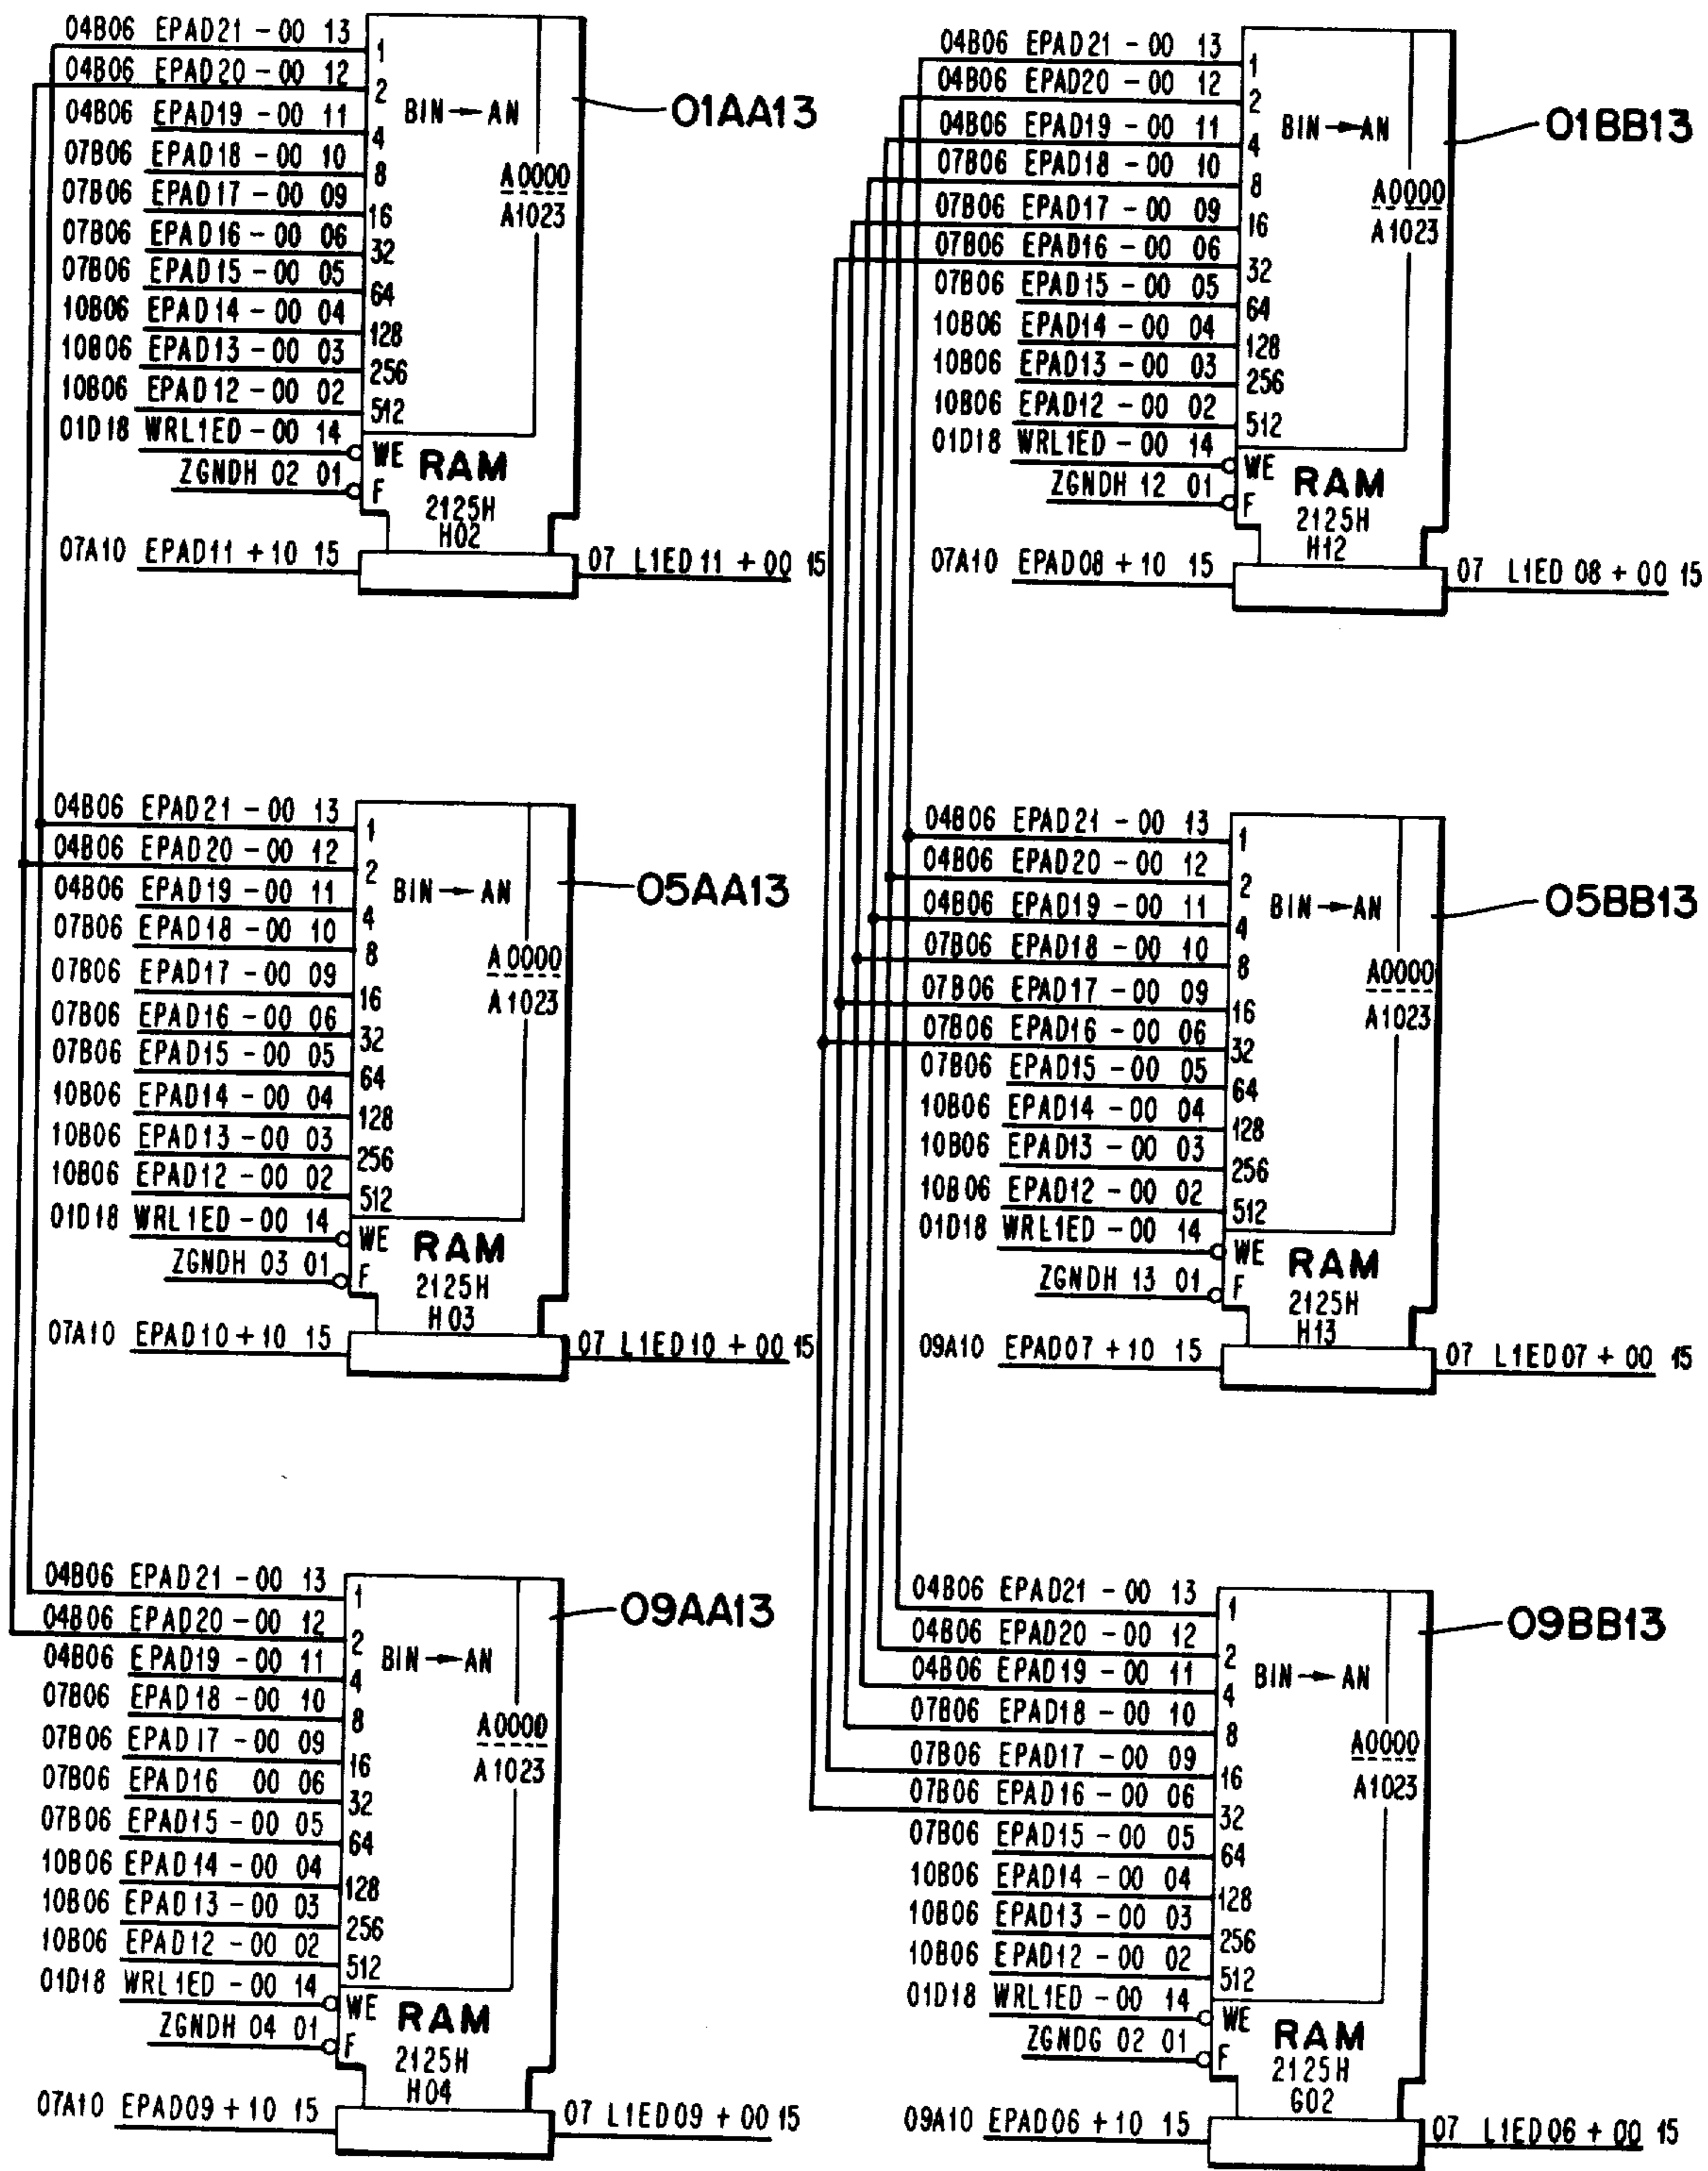 04B06 EPAD21 - 00 13
1
04B06 EPAD20 - 00 12
2
04B06 EPAD19 - 00 11
4
07B06 EPAD18 - 00 10
8
07B06 EPAD17 - 00 09
16
07B06 EPAD16 - 00 06
32
07B06 EPAD15 - 00 05
64
10B06 EPAD14 - 00 04
128
10B06 EPAD13 - 00 03
256
10B06 EPAD12 - 00 02
512
01D18 WRL1ED - 00 14
WE
ZGNDH 02 01
F
BIN → AN
A0000
A1023
RAM
2125H
H02
01AA13
07A10 EPAD11 + 10 15
07 L1ED11 + 00 15
04B06 EPAD21 - 00 13
1
04B06 EPAD20 - 00 12
2
04B06 EPAD19 - 00 11
4
07B06 EPAD18 - 00 10
8
07B06 EPAD17 - 00 09
16
07B06 EPAD16 - 00 06
32
07B06 EPAD15 - 00 05
64
10B06 EPAD14 - 00 04
128
10B06 EPAD13 - 00 03
256
10B06 EPAD12 - 00 02
512
01D18 WRL1ED - 00 14
WE
ZGNDH 12 01
F
BIN → AN
A0000
A1023
RAM
2125H
H12
01BB13
07A10 EPAD08 + 10 15
07 L1ED08 + 00 15
04B06 EPAD21 - 00 13
1
04B06 EPAD20 - 00 12
2
04B06 EPAD19 - 00 11
4
07B06 EPAD18 - 00 10
8
07B06 EPAD17 - 00 09
16
07B06 EPAD16 - 00 06
32
07B06 EPAD15 - 00 05
64
10B06 EPAD14 - 00 04
128
10B06 EPAD13 - 00 03
256
10B06 EPAD12 - 00 02
512
01D18 WRL1ED - 00 14
WE
ZGNDH 03 01
F
BIN → AN
A0000
A1023
RAM
2125H
H03
05AA13
07A10 EPAD10 + 10 15
07 L1ED10 + 00 15
04B06 EPAD21 - 00 13
1
04B06 EPAD20 - 00 12
2
04B06 EPAD19 - 00 11
4
07B06 EPAD18 - 00 10
8
07B06 EPAD17 - 00 09
16
07B06 EPAD16 - 00 06
32
07B06 EPAD15 - 00 05
64
10B06 EPAD14 - 00 04
128
10B06 EPAD13 - 00 03
256
10B06 EPAD12 - 00 02
512
01D18 WRL1ED - 00 14
WE
ZGNDH 13 01
F
BIN → AN
A0000
A1023
RAM
2125H
H13
05BB13
09A10 EPAD07 + 10 15
07 L1ED07 + 00 15
04B06 EPAD21 - 00 13
1
04B06 EPAD20 - 00 12
2
04B06 EPAD19 - 00 11
4
07B06 EPAD18 - 00 10
8
07B06 EPAD17 - 00 09
16
07B06 EPAD16 00 06
32
07B06 EPAD15 - 00 05
64
10B06 EPAD14 - 00 04
128
10B06 EPAD13 - 00 03
256
10B06 EPAD12 - 00 02
512
01D18 WRL1ED - 00 14
WE
ZGNDH 04 01
F
BIN → AN
A0000
A1023
RAM
2125H
H04
09AA13
07A10 EPAD09 + 10 15
07 L1ED09 + 00 15
04B06 EPAD21 - 00 13
1
04B06 EPAD20 - 00 12
2
04B06 EPAD19 - 00 11
4
07B06 EPAD18 - 00 10
8
07B06 EPAD17 - 00 09
16
07B06 EPAD16 - 00 06
32
07B06 EPAD15 - 00 05
64
10B06 EPAD14 - 00 04
128
10B06 EPAD13 - 00 03
256
10B06 EPAD12 - 00 02
512
01D18 WRL1ED - 00 14
WE
ZGNDG 02 01
F
BIN → AN
A0000
A1023
RAM
2125H
G02
09BB13
09A10 EPAD06 + 10 15
07 L1ED06 + 00 15